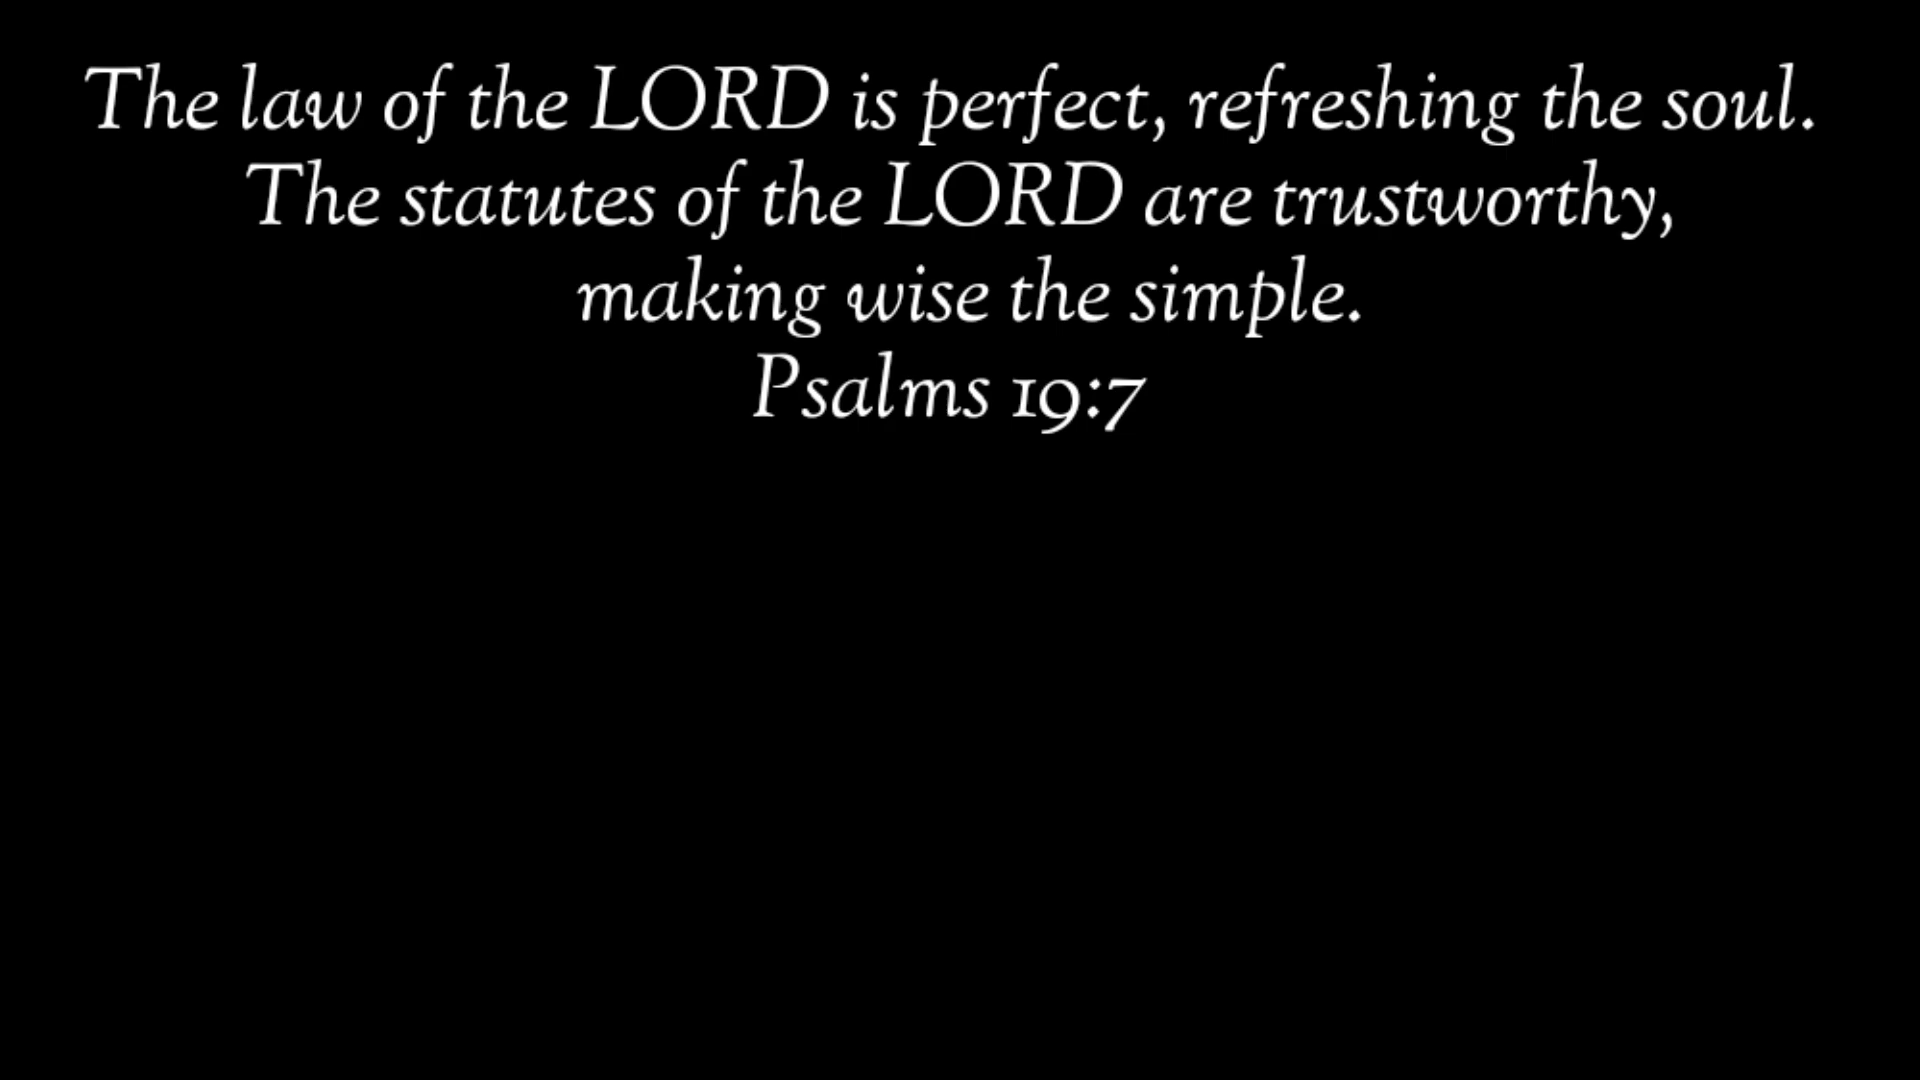 The law of the LORD is perfect, refreshing the soul.
The statutes of the LORD are trustworthy,
making wise the simple.
Psalms 19:7